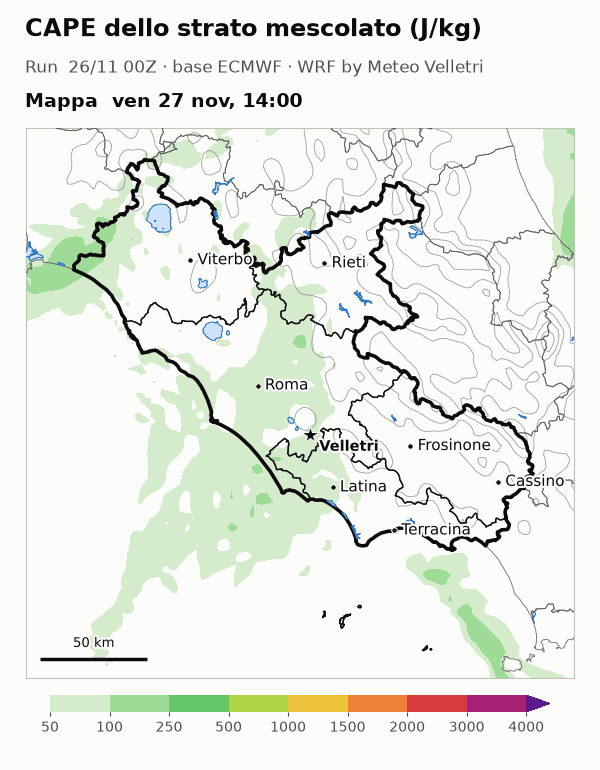 CAPE dello strato mescolato (J/kg)
Run  26/11 00Z · base ECMWF · WRF by Meteo Velletri
Mappa  ven 27 nov, 14:00
Viterbo
Rieti
Roma
Velletri
Frosinone
Latina
Cassino
Terracina
50 km
50 100 250 500 1000 1500 2000 3000 4000